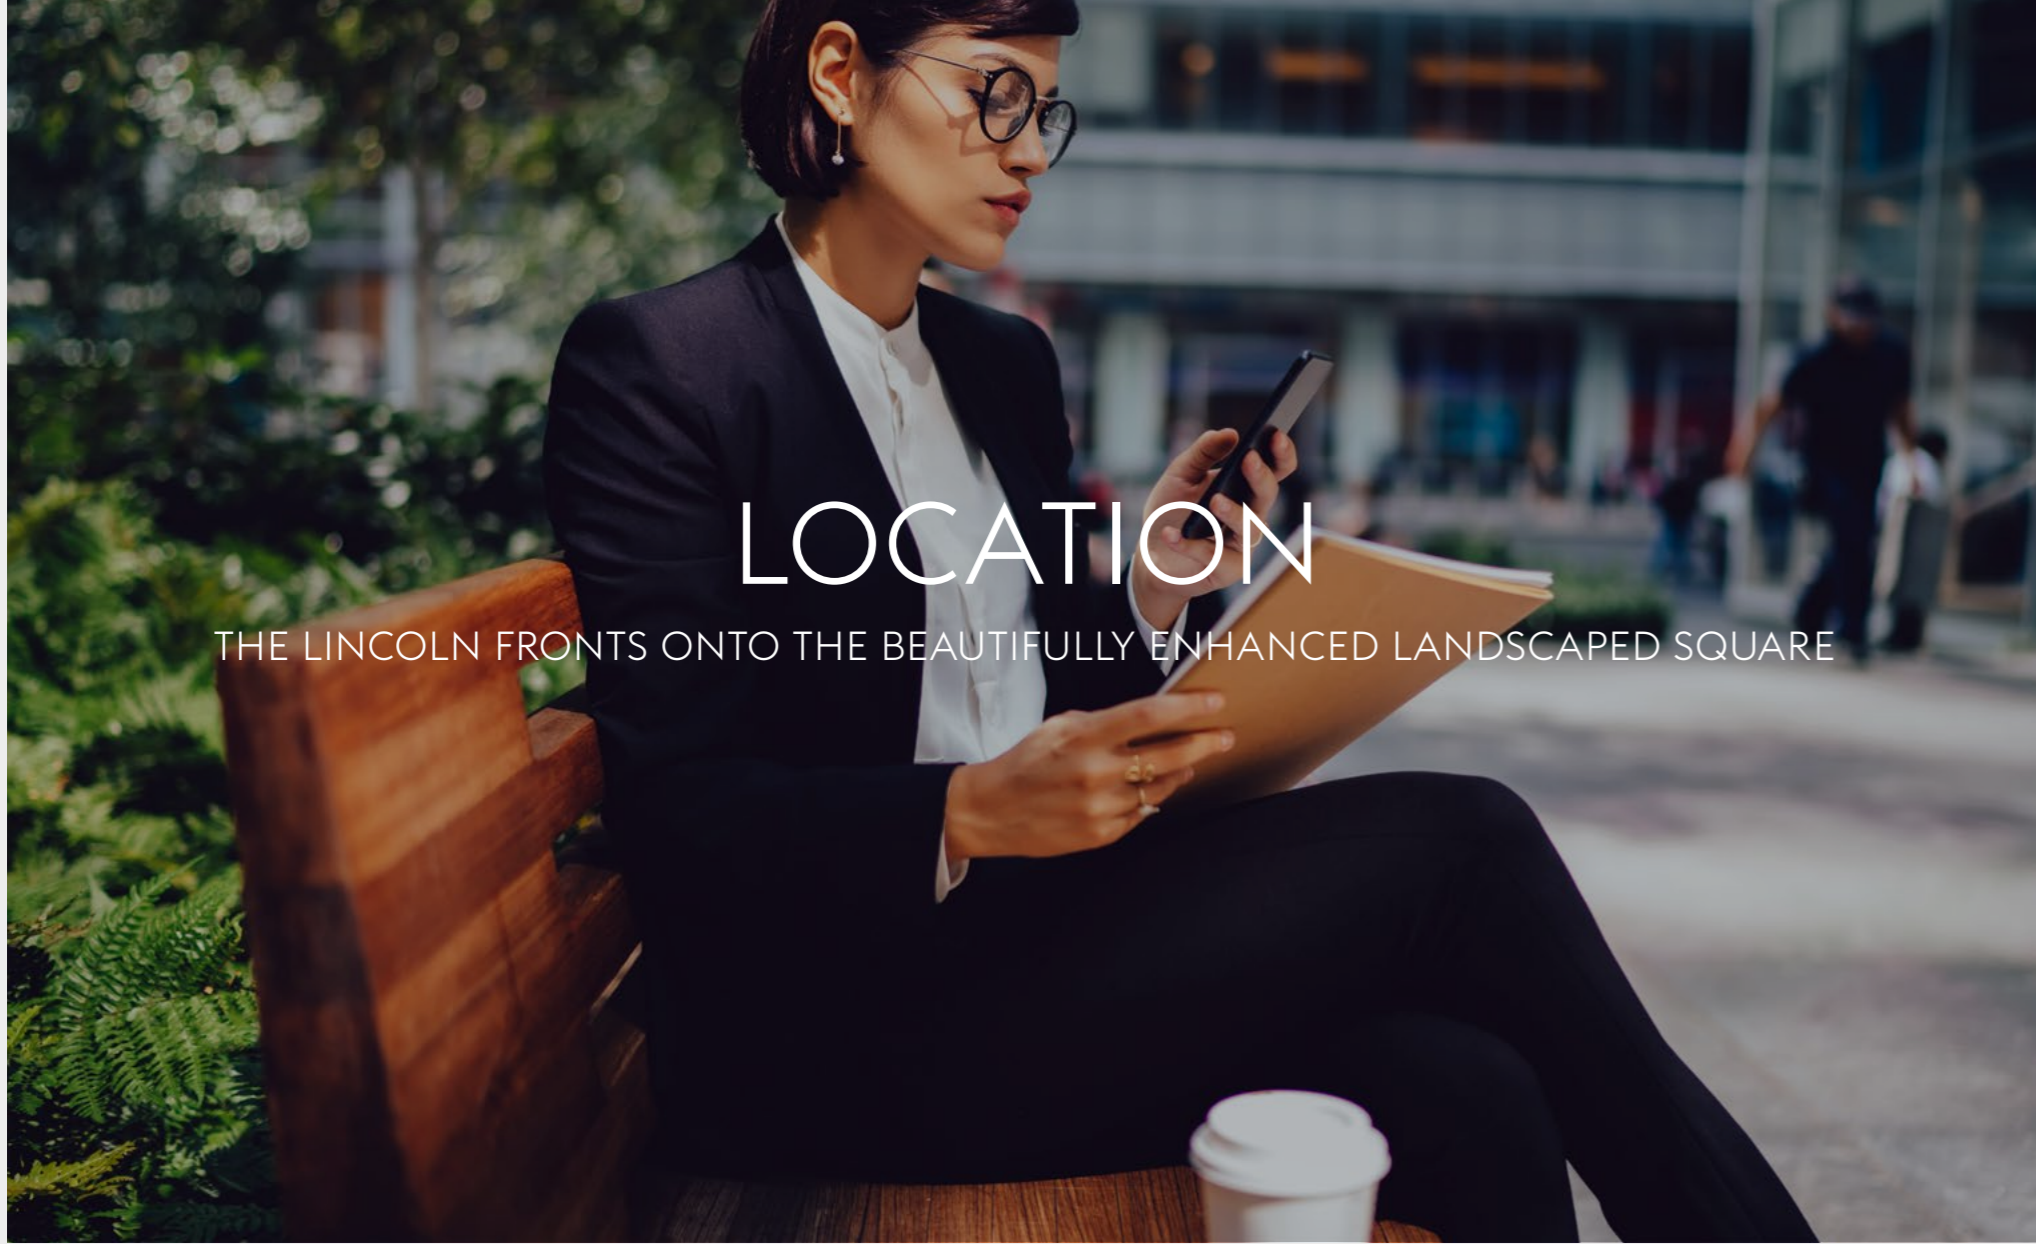 LOCATION
THE LINCOLN FRONTS ONTO THE BEAUTIFULLY ENHANCED LANDSCAPED SQUARE